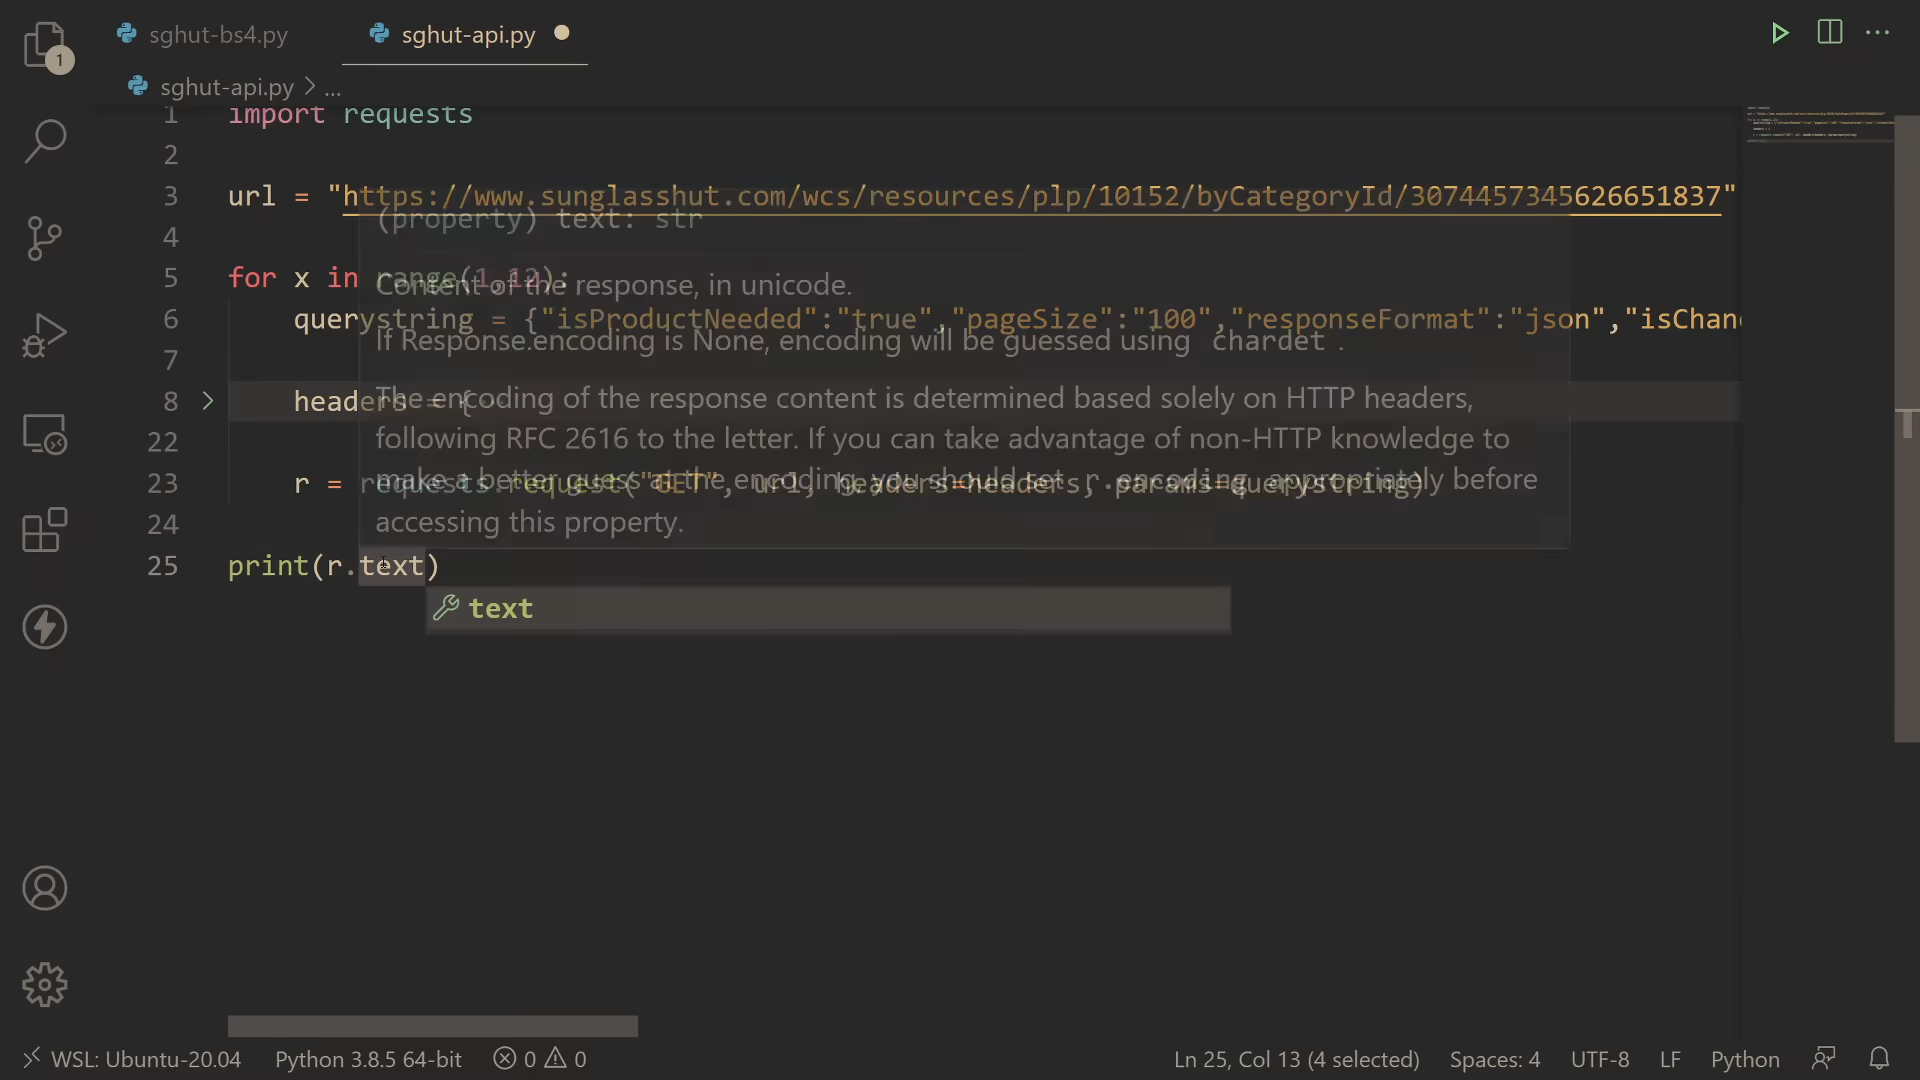 sghut-bs4.py
sghut-api.py
sghut-api.py > ...
1
1 import requests
2
3 url = "https://www.sunglasshut.com/wcs/resources/plp/10152/byCategoryId/3074457345626651837"
(property) text: str
4
5 for x in range(1,12):
Content of the response, in unicode.
6 querystring = {"isProductNeeded":"true","pageSize":"100","responseFormat":"json","isChan
If Response.encoding is None, encoding will be guessed using chardet .
7
8 headers = {
The encoding of the response content is determined based solely on HTTP headers,
22 following RFC 2616 to the letter. If you can take advantage of non-HTTP knowledge to
23 r = requests.request("GET", url, headers=headers, params=querystring)
make a better guess at the encoding, you should set r.encoding appropriately before
24 accessing this property.
25 print(r.text)
text
WSL: Ubuntu-20.04 Python 3.8.5 64-bit 0 0 Ln 25, Col 13 (4 selected) Spaces: 4 UTF-8 LF Python